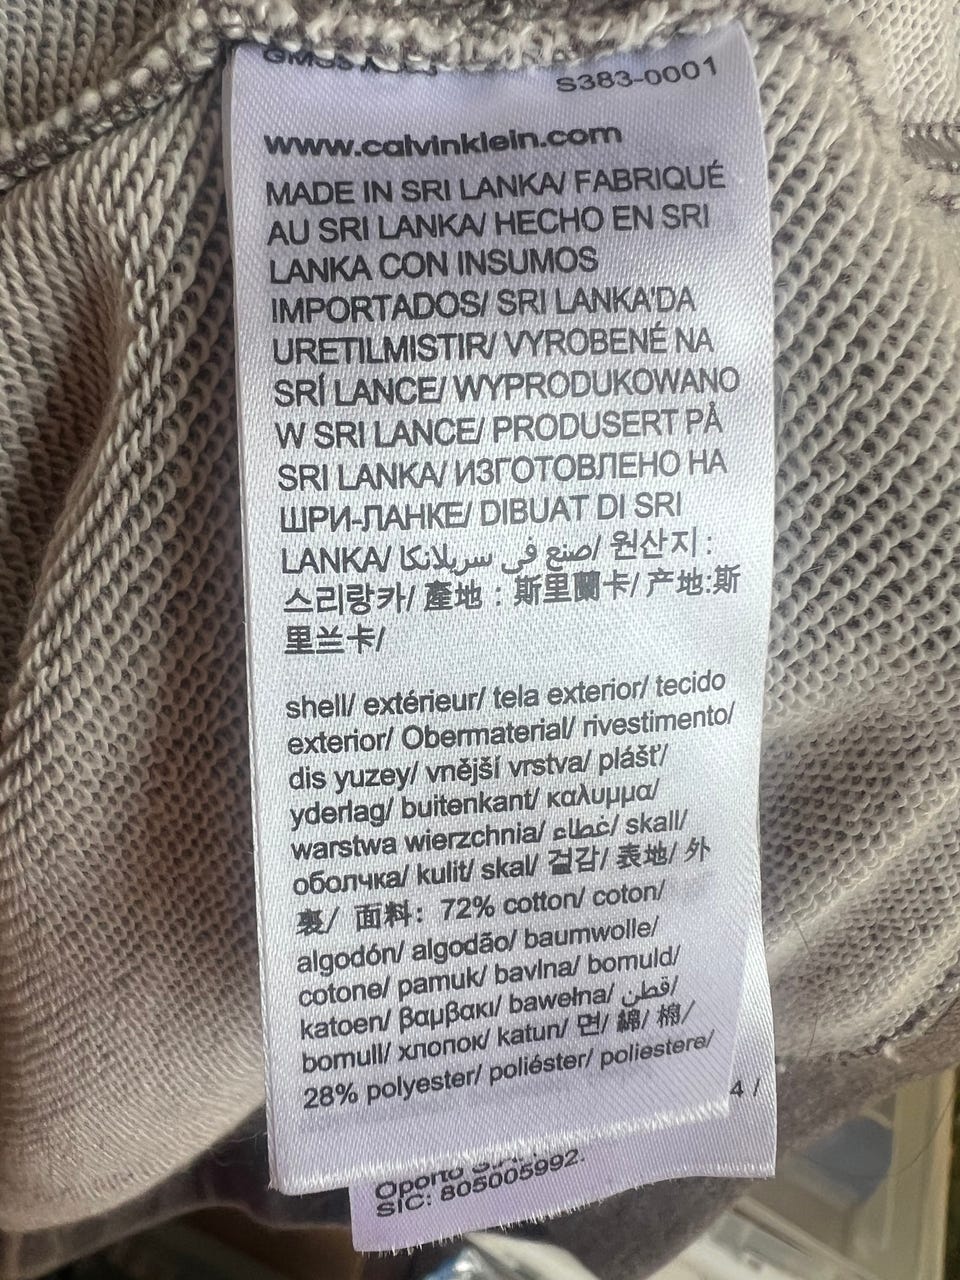 S383-0001
www.calvinklein.com
MADE IN SRI LANKA/ FABRIQUÉ
AU SRI LANKA/ HECHO EN SRI
LANKA CON INSUMOS
IMPORTADOS/ SRI LANKA'DA
URETILMISTIR/ VYROBENÉ NA
SRÍ LANCE/ WYPRODUKOWANO
W SRI LANCE/ PRODUSERT PÅ
SRI LANKA/ ИЗГОТОВЛЕНО НА
ШРИ-ЛАНКЕ/ DIBUAT DI SRI
LANKA/ صنع في سريلانكا/ 원산지 :
스리랑카/ 產地 : 斯里蘭卡/ 产地:斯
里兰卡/
shell/ extérieur/ tela exterior/ tecido
exterior/ Obermaterial/ rivestimento/
dis yuzey/ vnější vrstva/ plášť/
yderlag/ buitenkant/ καλυμμα/
warstwa wierzchnia/ غطاء/ skall/
оболчка/ kulit/ skal/ 겉감/ 表地/ 外
裏/ 面料: 72% cotton/ coton/
algodón/ algodão/ baumwolle/
cotone/ pamuk/ bavlna/ bomuld/
katoen/ βαμβακι/ bawełna/ قطن/
bomull/ хлопок/ katun/ 면/ 綿/ 棉/
28% polyester/ poliéster/ poliestere/
4 /
Oporto
SIC: 805005992.